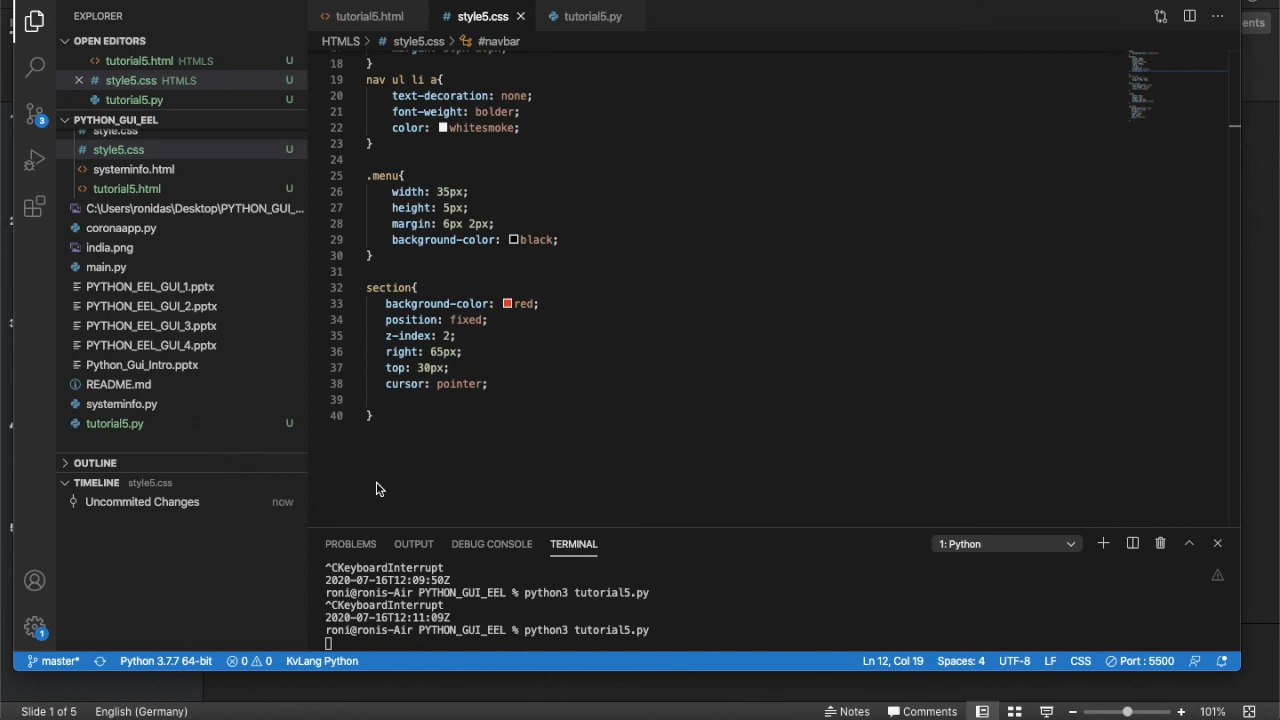 EXPLORER
tutorial5.html
style5.css
tutorial5.py
OPEN EDITORS
HTMLS > style5.css > #navbar
tutorial5.html HTMLS U
style5.css HTMLS U
tutorial5.py U
PYTHON_GUI_EEL
style.css
style5.css U
systeminfo.html
tutorial5.html U
C:\Users\ronidas\Desktop\PYTHON_GUI_...
coronaapp.py
india.png
main.py
PYTHON_EEL_GUI_1.pptx
PYTHON_EEL_GUI_2.pptx
PYTHON_EEL_GUI_3.pptx
PYTHON_EEL_GUI_4.pptx
Python_Gui_Intro.pptx
README.md
systeminfo.py
tutorial5.py U
OUTLINE
TIMELINE style5.css
Uncommited Changes now
18 }
19 nav ul li a{
20 text-decoration: none;
21 font-weight: bolder;
22 color: whitesmoke;
23 }
24
25 .menu{
26 width: 35px;
27 height: 5px;
28 margin: 6px 2px;
29 background-color: black;
30 }
31
32 section{
33 background-color: red;
34 position: fixed;
35 z-index: 2;
36 right: 65px;
37 top: 30px;
38 cursor: pointer;
39
40 }
PROBLEMS OUTPUT DEBUG CONSOLE TERMINAL 1: Python
^CKeyboardInterrupt
2020-07-16T12:09:50Z
roni@ronis-Air PYTHON_GUI_EEL % python3 tutorial5.py
^CKeyboardInterrupt
2020-07-16T12:11:09Z
roni@ronis-Air PYTHON_GUI_EEL % python3 tutorial5.py
3
1
master* Python 3.7.7 64-bit 0 0 KvLang Python Ln 12, Col 19 Spaces: 4 UTF-8 LF CSS Port : 5500
Slide 1 of 5 English (Germany) Notes Comments 101%